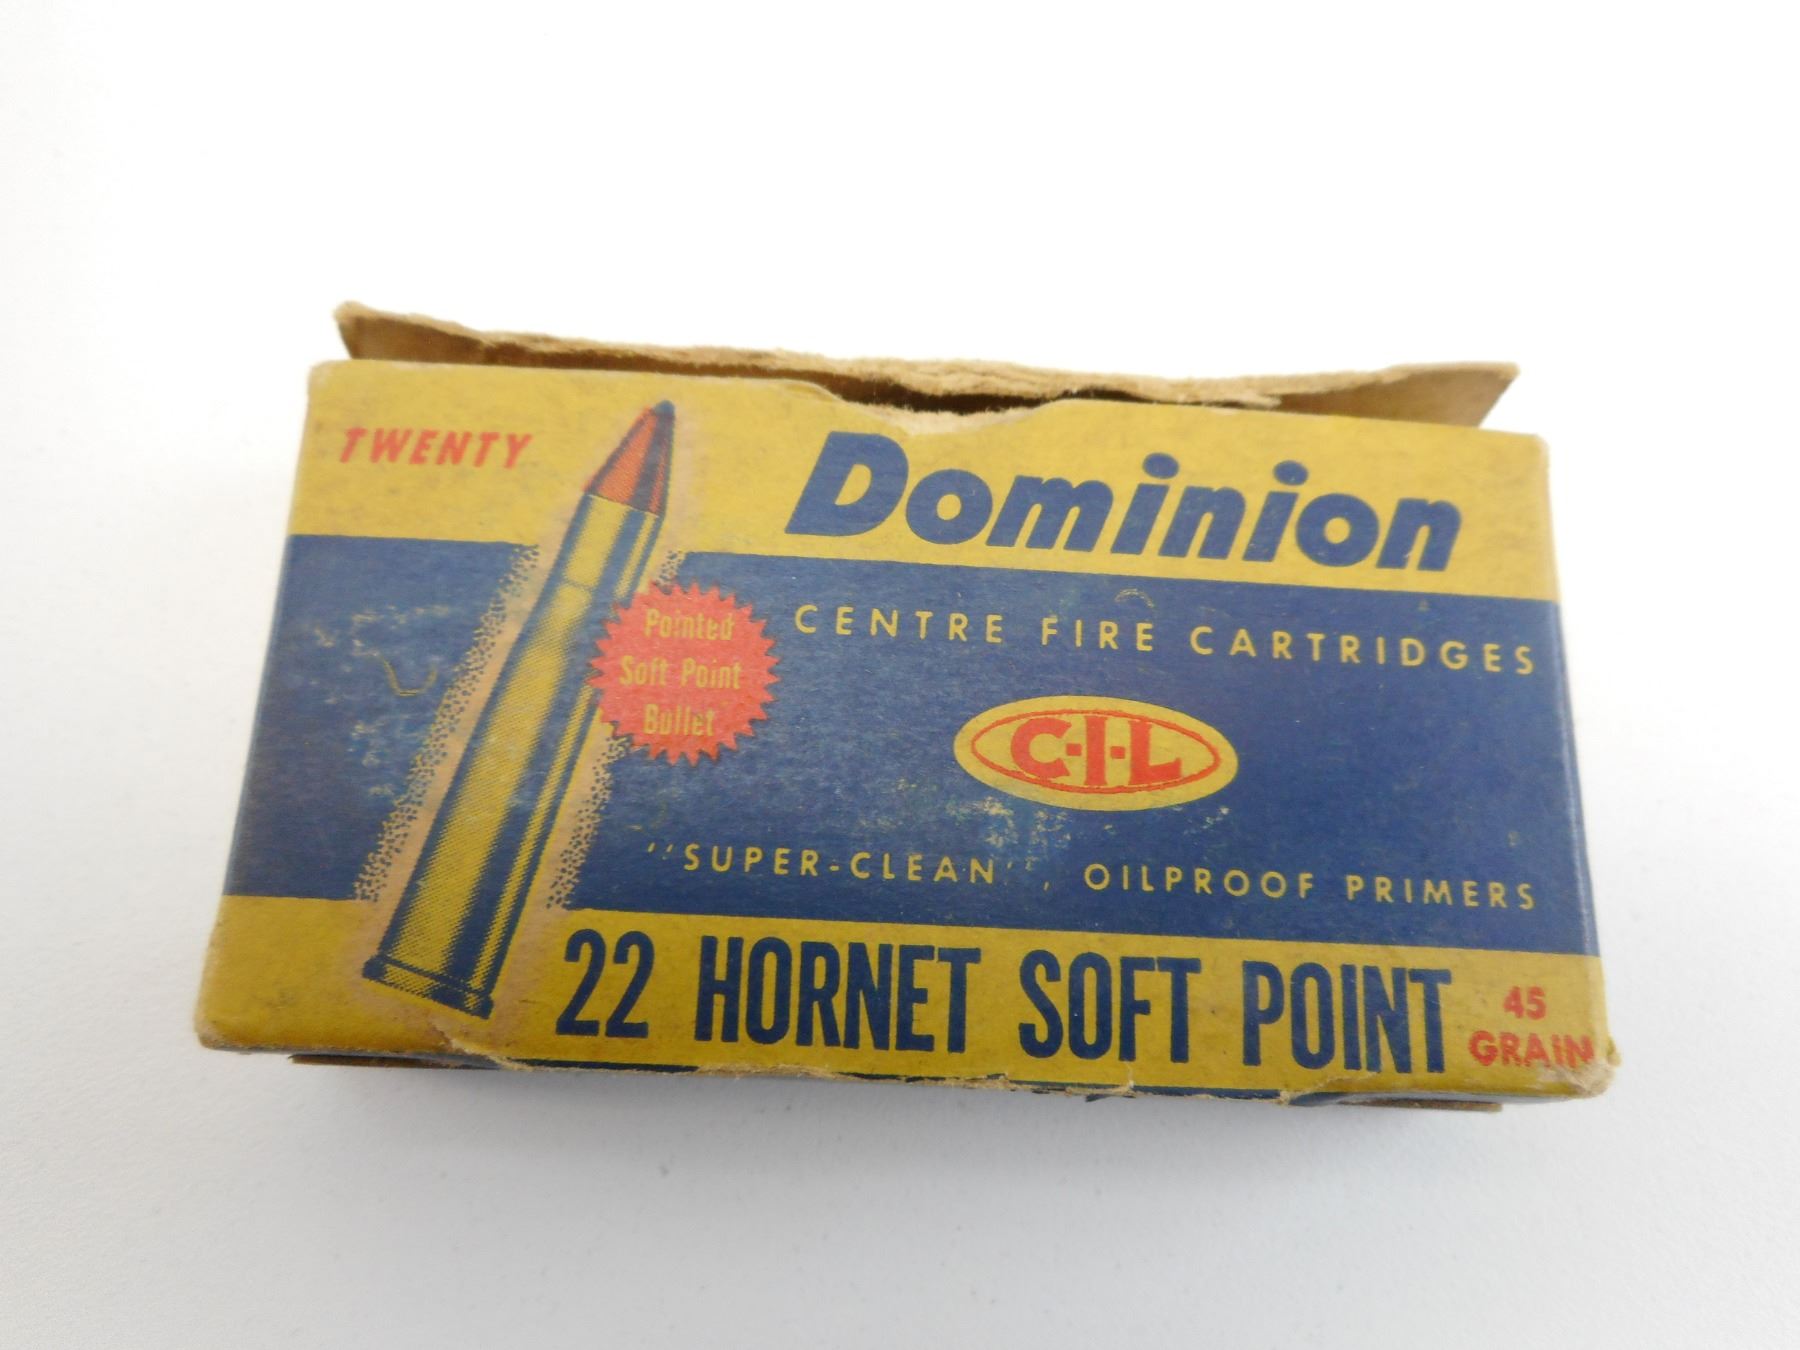 TWENTY
Dominion
Pointed
Soft Point
Bullet
CENTRE FIRE CARTRIDGES
C-I-L
"SUPER-CLEAN", OILPROOF PRIMERS
22 HORNET SOFT POINT
45
GRAIN